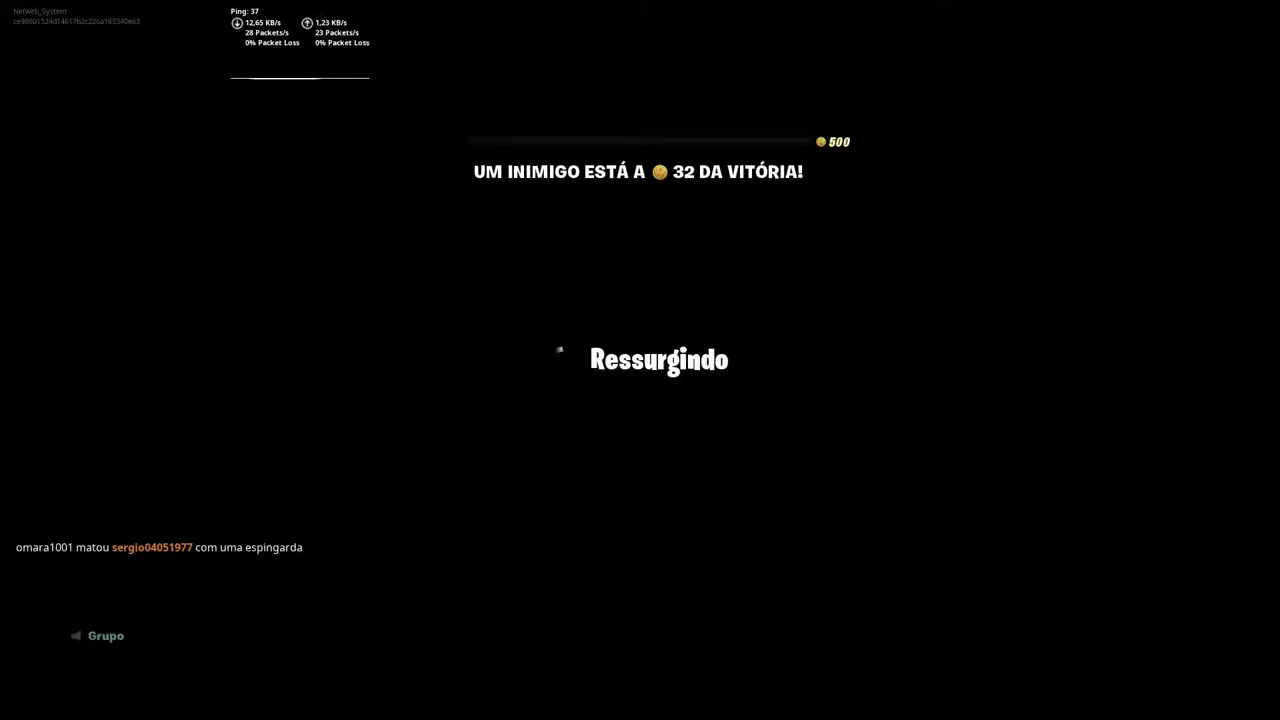 Netweb_System
Ping: 37
12,65 KB/s 1,23 KB/s
28 Packets/s 23 Packets/s
0% Packet Loss 0% Packet Loss
500
UM INIMIGO ESTÁ A 32 DA VITÓRIA!
Ressurgindo
omara1001 matou sergio04051977 com uma espingarda
Grupo